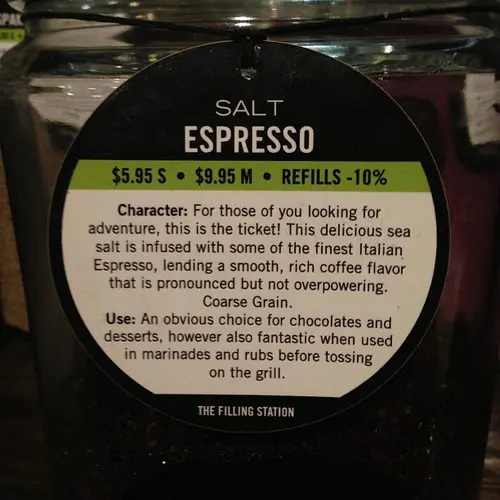 SALT
ESPRESSO
$5.95 S • $9.95 M • REFILLS -10%
Character: For those of you looking for
adventure, this is the ticket! This delicious sea
salt is infused with some of the finest Italian
Espresso, lending a smooth, rich coffee flavor
that is pronounced but not overpowering.
Coarse Grain.
Use: An obvious choice for chocolates and
desserts, however also fantastic when used
in marinades and rubs before tossing
on the grill.
THE FILLING STATION